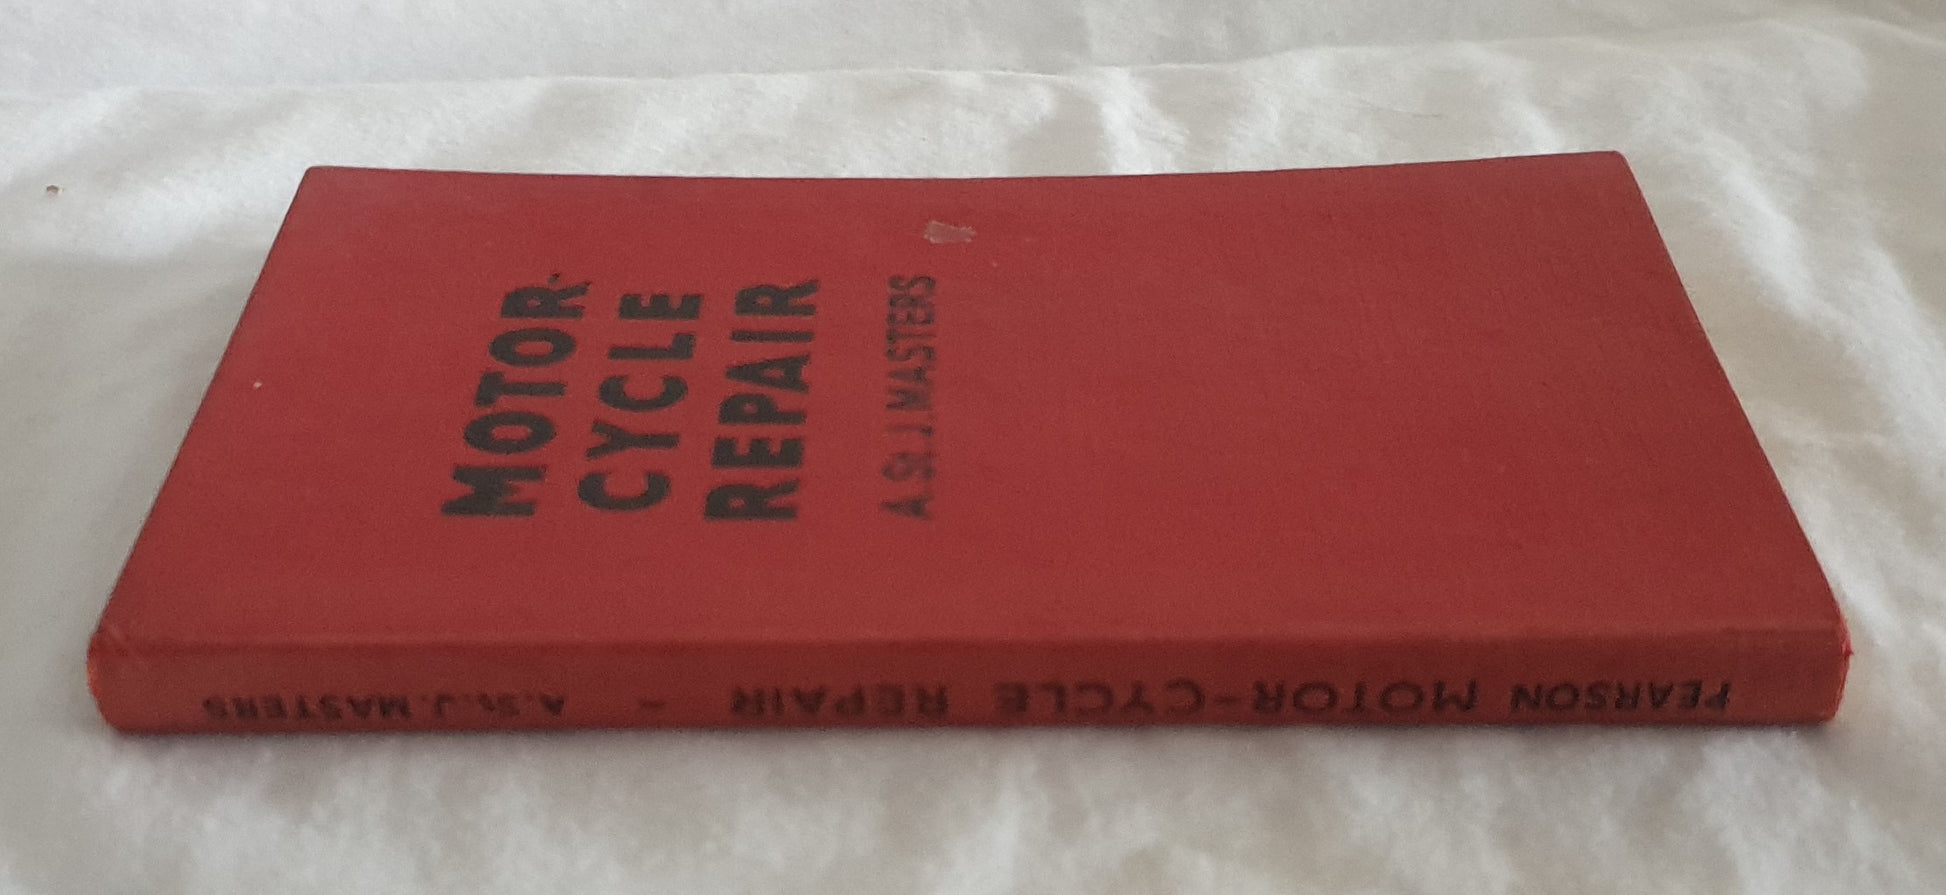 MOTOR-
CYCLE
REPAIR
A. St. J. MASTERS
PEARSON MOTOR-CYCLE REPAIR - A. St. J. MASTERS